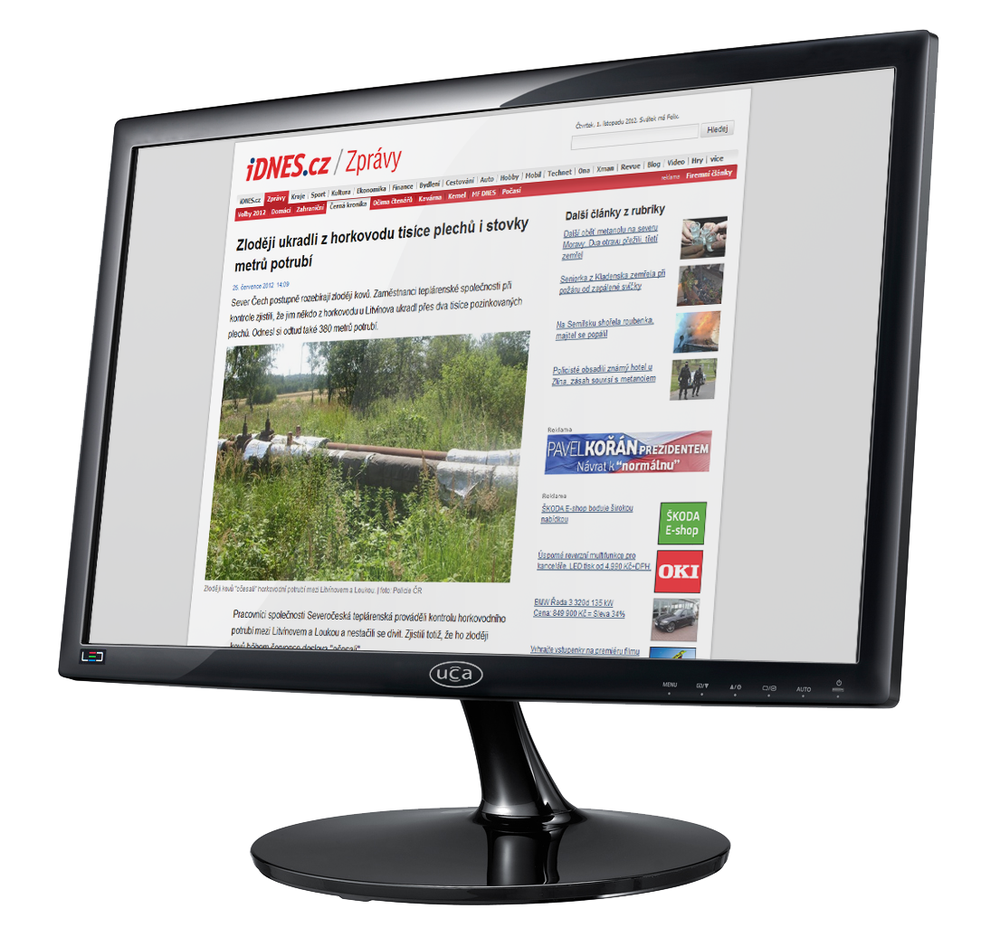 iDNES.cz / Zprávy
Čtvrtek, 1. listopadu 2012. Svátek má Felix.
Hledej
iDNES.cz Zprávy Kraje Sport Kultura Ekonomika Finance Bydlení Cestování Auto Hobby Mobil Technet Ona Xman Revue Blog Video Hry více
Volby 2012 Domácí Zahraniční Černá kronika Očima čtenářů Kavárna Kemel MF DNES Počasí reklama Firemní články
Zloději ukradli z horkovodu tisíce plechů i stovky
metrů potrubí
25. července 2012 14:09
Sever Čech postupně rozebírají zloději kovů. Zaměstnanci teplárenské společnosti při
kontrole zjistili, že jim někdo z horkovodu u Litvínova ukradl přes dva tisíce pozinkovaných
plechů. Odnesl si odtud také 380 metrů potrubí.
Zloději kovů "očesali" horkovodní potrubí mezi Litvínovem a Loukou. | foto: Policie ČR
Pracovníci společnosti Severočeská teplárenská prováděli kontrolu horkovodního
potrubí mezi Litvínovem a Loukou a nestačili se divit. Zjistili totiž, že ho zloději
kovů během července doslova "očesali".
Další články z rubriky
Další oběť metanolu na severu
Moravy. Dva otravu přežili, třetí
zemřel
Seniorka z Kladenska zemřela při
požáru od zapálené svíčky
Na Semilsku shořela roubenka,
majitel se popálil
Policisté obsadili známý hotel u
Zlína, zásah souvisí s metanolem
Reklama
PAVEL KOŘÁN PREZIDENTEM
Návrat k "normálnu"
Reklama
ŠKODA E-shop boduje širokou
nabídkou
ŠKODA
E-shop
Úsporné reverzní multifunkce pro
kanceláře. LED tisk od 4 990 Kč+DPH.
OKI
BMW Řada 3 320d 135 kW
Cena: 849 900 Kč = Sleva 34%
Vyhrajte vstupenky na premiéru filmu
LED
uca
MENU
AUTO